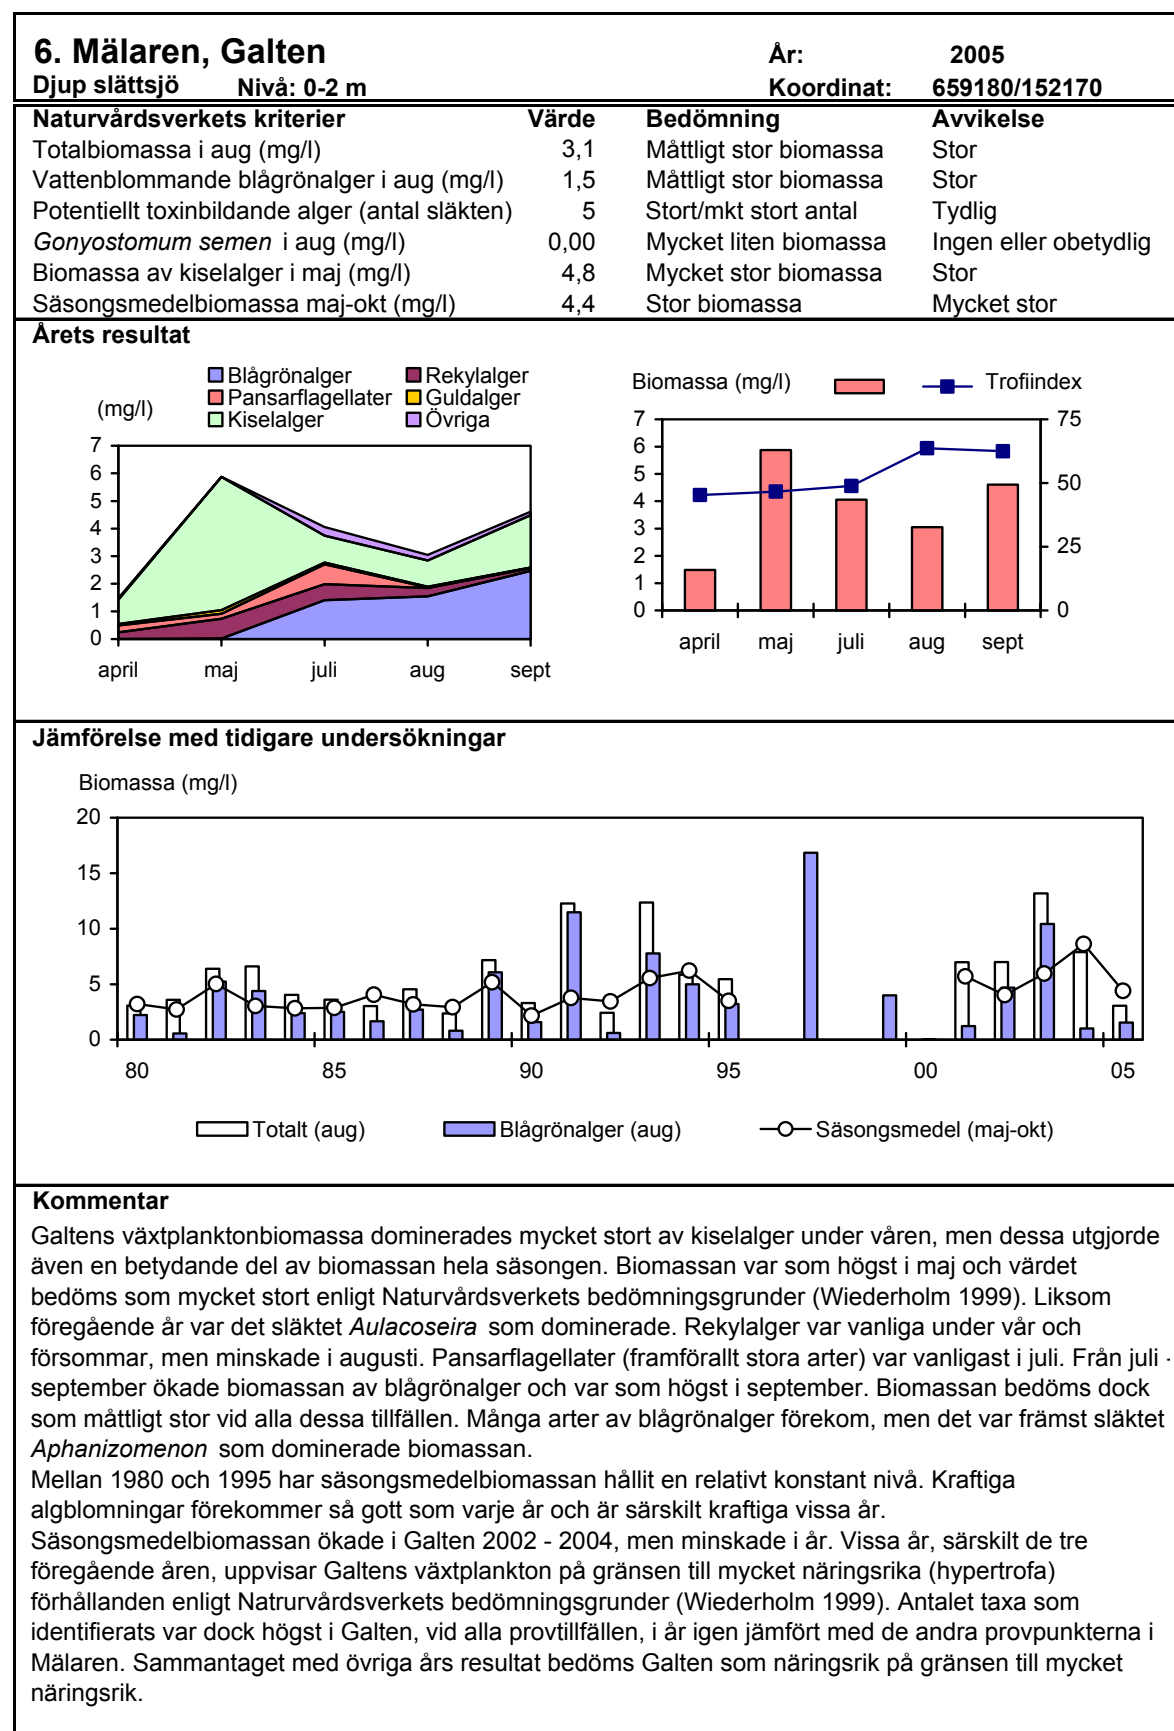 6. Mälaren, Galten År: 2005
Djup slättsjö Nivå: 0-2 m Koordinat: 659180/152170
Naturvårdsverkets kriterier Värde Bedömning Avvikelse
Totalbiomassa i aug (mg/l) 3,1 Måttligt stor biomassa Stor
Vattenblommande blågrönalger i aug (mg/l) 1,5 Måttligt stor biomassa Stor
Potentiellt toxinbildande alger (antal släkten) 5 Stort/mkt stort antal Tydlig
Gonyostomum semen i aug (mg/l) 0,00 Mycket liten biomassa Ingen eller obetydlig
Biomassa av kiselalger i maj (mg/l) 4,8 Mycket stor biomassa Stor
Säsongsmedelbiomassa maj-okt (mg/l) 4,4 Stor biomassa Mycket stor
Årets resultat
(mg/l)
Blågrönalger Rekylalger
Pansarflagellater Guldalger
Kiselalger Övriga
7
6
5
4
3
2
1
0
april maj juli aug sept
Biomassa (mg/l) Trofiindex
7 75
6
5 50
4
3 25
2
1
0 0
april maj juli aug sept
Jämförelse med tidigare undersökningar
Biomassa (mg/l)
20
15
10
5
0
80 85 90 95 00 05
Totalt (aug) Blågrönalger (aug) Säsongsmedel (maj-okt)
Kommentar
Galtens växtplanktonbiomassa dominerades mycket stort av kiselalger under våren, men dessa utgjorde
även en betydande del av biomassan hela säsongen. Biomassan var som högst i maj och värdet
bedöms som mycket stort enligt Naturvårdsverkets bedömningsgrunder (Wiederholm 1999). Liksom
föregående år var det släktet Aulacoseira som dominerade. Rekylalger var vanliga under vår och
försommar, men minskade i augusti. Pansarflagellater (framförallt stora arter) var vanligast i juli. Från juli -
september ökade biomassan av blågrönalger och var som högst i september. Biomassan bedöms dock
som måttligt stor vid alla dessa tillfällen. Många arter av blågrönalger förekom, men det var främst släktet
Aphanizomenon som dominerade biomassan.
Mellan 1980 och 1995 har säsongsmedelbiomassan hållit en relativt konstant nivå. Kraftiga
algblomningar förekommer så gott som varje år och är särskilt kraftiga vissa år.
Säsongsmedelbiomassan ökade i Galten 2002 - 2004, men minskade i år. Vissa år, särskilt de tre
föregående åren, uppvisar Galtens växtplankton på gränsen till mycket näringsrika (hypertrofa)
förhållanden enligt Natrurvårdsverkets bedömningsgrunder (Wiederholm 1999). Antalet taxa som
identifierats var dock högst i Galten, vid alla provtillfällen, i år igen jämfört med de andra provpunkterna i
Mälaren. Sammantaget med övriga års resultat bedöms Galten som näringsrik på gränsen till mycket
näringsrik.